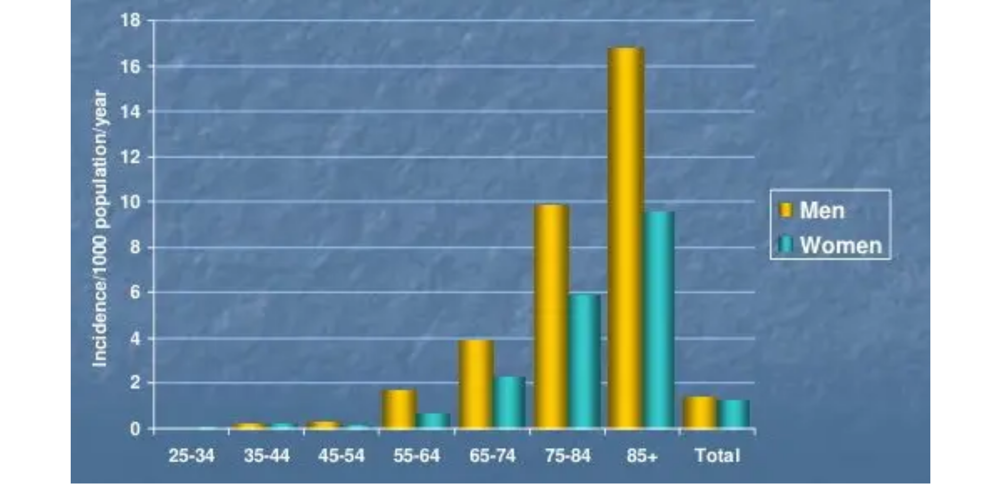 18
16
14
12
10
8
6
4
2
0
Incidence/1000 population/year
25-34 35-44 45-54 55-64 65-74 75-84 85+ Total
Men
Women